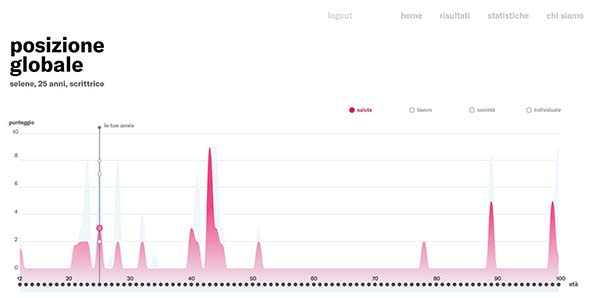 logout home risultati statistiche chi siamo
posizione
globale
selene, 25 anni, scrittrice
salute lavoro società individuale
punteggio
le tue ansie
10
8
6
4
2
0
12 20 30 40 50 60 70 80 90 100 età